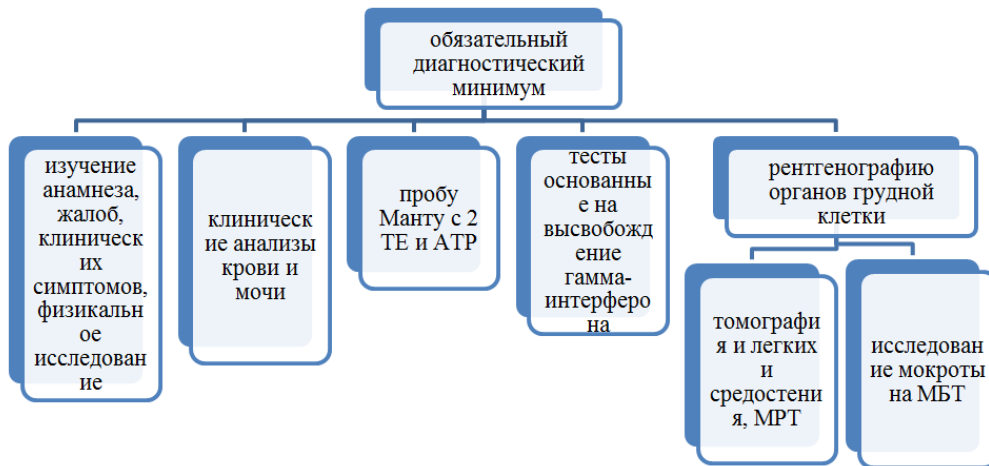 обязательный
диагностический
минимум
изучение
анамнеза,
жалоб,
клиническ
их
симптомов,
физикально
е
исследован
ие
клиническ
ие анализы
крови и
мочи
пробу
Манту с 2
ТЕ и АТР
тесты
основанны
е на
высвобожд
ение
гамма-
интерферо
на
рентгенографию
органов грудной
клетки
томографи
я и легких
и
средостени
я, МРТ
исследован
ие мокроты
на МБТ